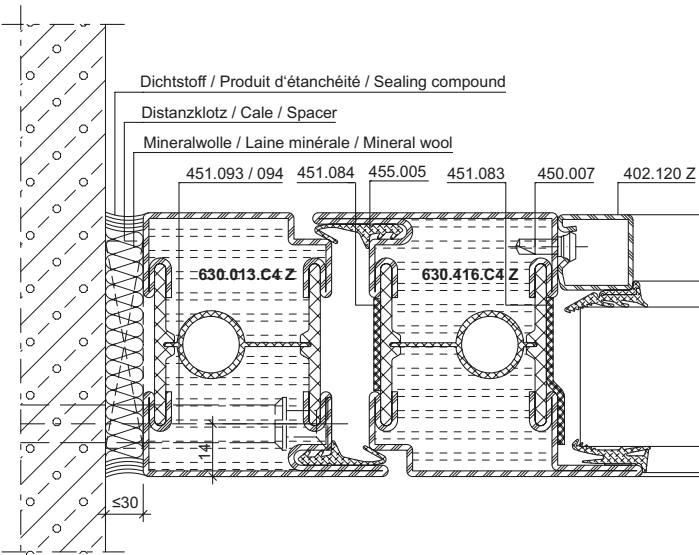 Dichtstoff / Produit d'étanchéité / Sealing compound
Distanzklotz / Cale / Spacer
Mineralwolle / Laine minérale / Mineral wool
451.093 / 094 451.084 455.005 451.083 450.007 402.120 Z
630.013.C4 Z 630.416.C4 Z
14
≤30